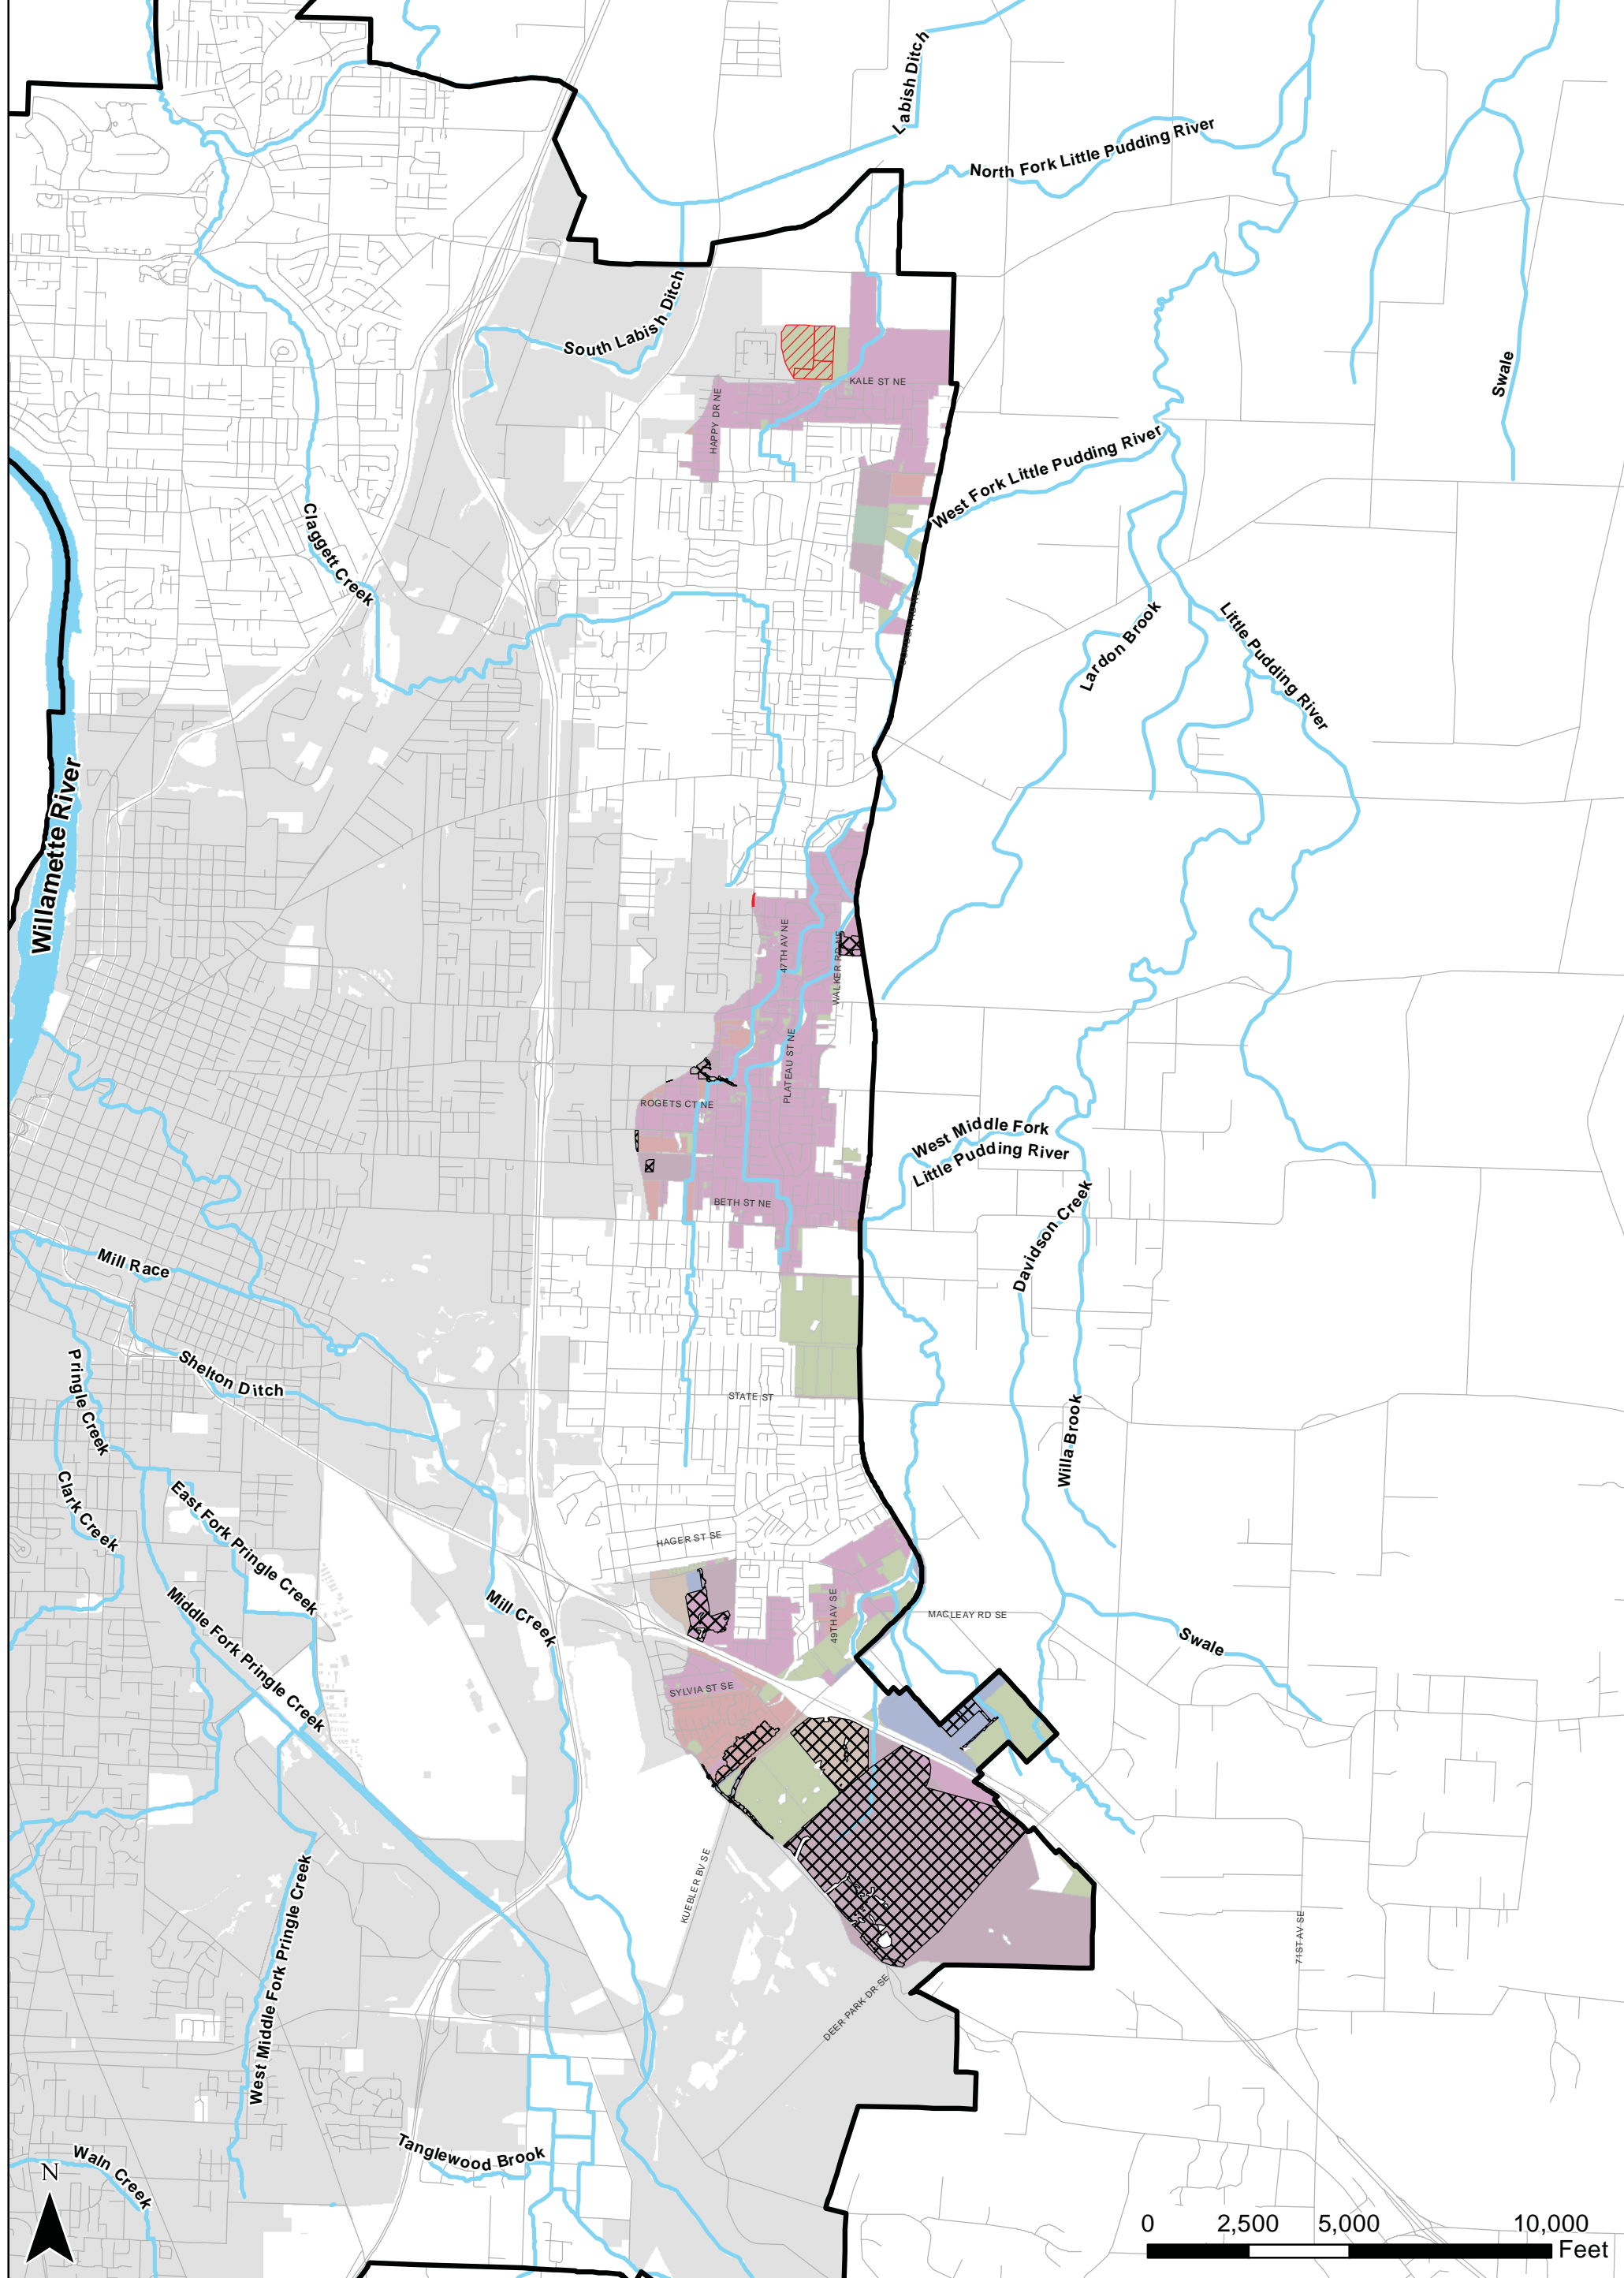 Labish Ditch
North Fork Little Pudding River
South Labish Ditch
KALE ST NE
HAPPY DR NE
Swale
West Fork Little Pudding River
Claggett Creek
Lardon Brook
Little Pudding River
Willamette River
47TH AV NE
WALKER RD NE
PLATEAU ST NE
ROGETS CT NE
West Middle Fork
Little Pudding River
BETH ST NE
Davidson Creek
Mill Race
Shelton Ditch
Pringle Creek
STATE ST
Willa Brook
Clark Creek
East Fork Pringle Creek
HAGER ST SE
Middle Fork Pringle Creek
Mill Creek
49TH AV SE
MACLEAY RD SE
Swale
SYLVIA ST SE
KUEBLER BV SE
West Middle Fork Pringle Creek
71ST AV SE
DEER PARK DR SE
Tanglewood Brook
Waln Creek
N
0 2,500 5,000 10,000
Feet